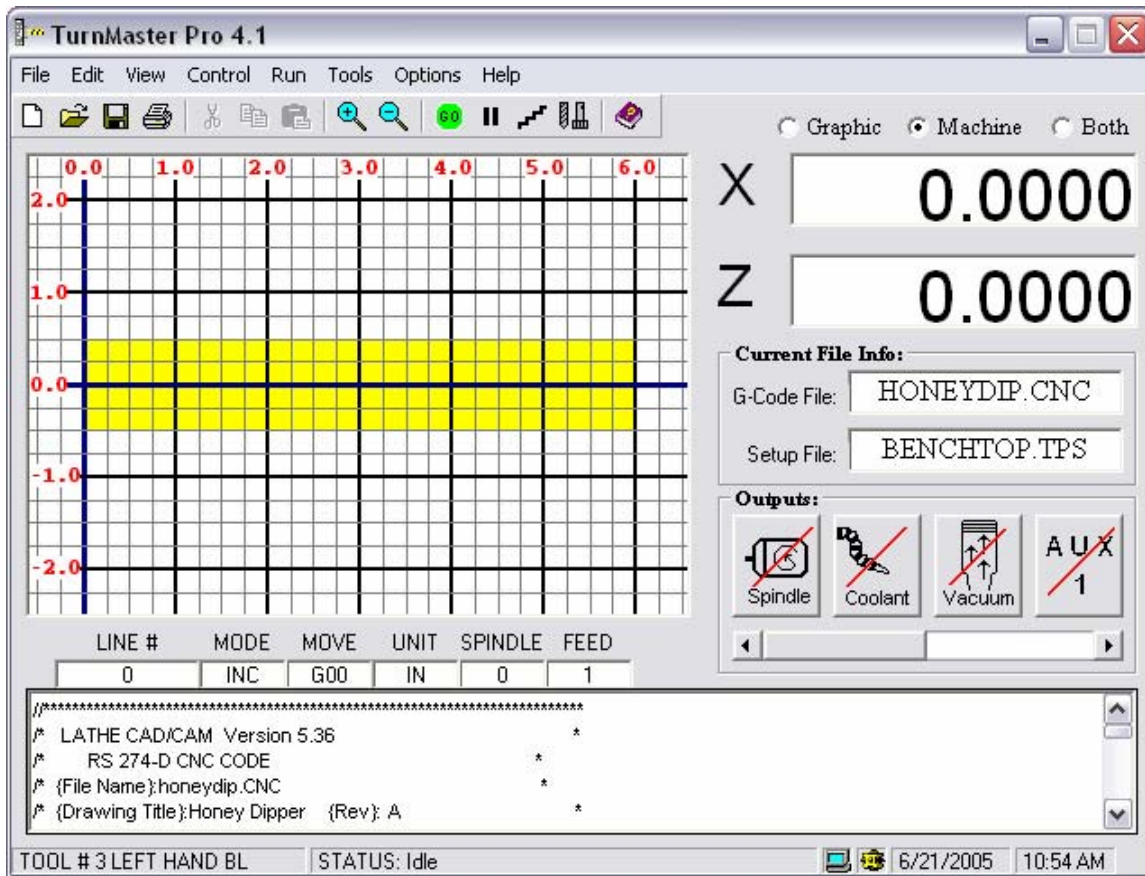 TurnMaster Pro 4.1
File Edit View Control Run Tools Options Help
GO
Graphic Machine Both
0.0 1.0 2.0 3.0 4.0 5.0 6.0
2.0
1.0
0.0
-1.0
-2.0
X 0.0000
Z 0.0000
Current File Info:
G-Code File: HONEYDIP.CNC
Setup File: BENCHTOP.TPS
Outputs:
Spindle Coolant Vacuum AUX 1
LINE # MODE MOVE UNIT SPINDLE FEED
0 INC G00 IN 0 1
//***************************************************************************
/* LATHE CAD/CAM Version 5.36 *
/* RS 274-D CNC CODE *
/* {File Name}:honeydip.CNC *
/* {Drawing Title}:Honey Dipper {Rev}: A *
TOOL # 3 LEFT HAND BL STATUS: Idle 6/21/2005 10:54 AM